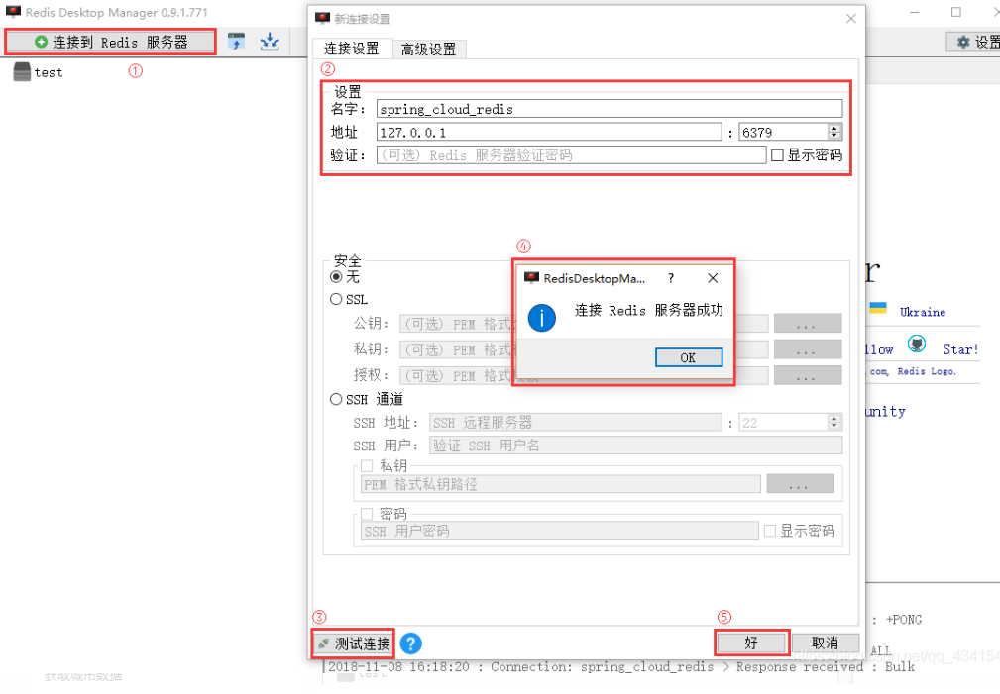 Redis Desktop Manager 0.9.1.771
连接到 Redis 服务器
设置
test
①
新连接设置
连接设置 高级设置
②
设置
名字: spring_cloud_redis
地址 127.0.0.1 : 6379
验证: (可选) Redis 服务器验证密码 显示密码
④
安全
无
SSL
公钥: (可选) PEM 格式 ...
私钥: (可选) PEM 格式 ...
授权: (可选) PEM 格式 ...
RedisDesktopMa... ?
连接 Redis 服务器成功
OK
SSH 通道
SSH 地址: SSH 远程服务器 : 22
SSH 用户: 验证 SSH 用户名
私钥
PEM 格式私钥路径 ...
密码
SSH 用户密码 显示密码
③ ⑤
测试连接 ? 好 取消
r
Ukraine
llow Star!
.com, Redis Logo.
unity
: +PONG
ALL
2018-11-08 16:18:20 : Connection: spring_cloud_redis > Response received : Bulk
test
获取城市数据